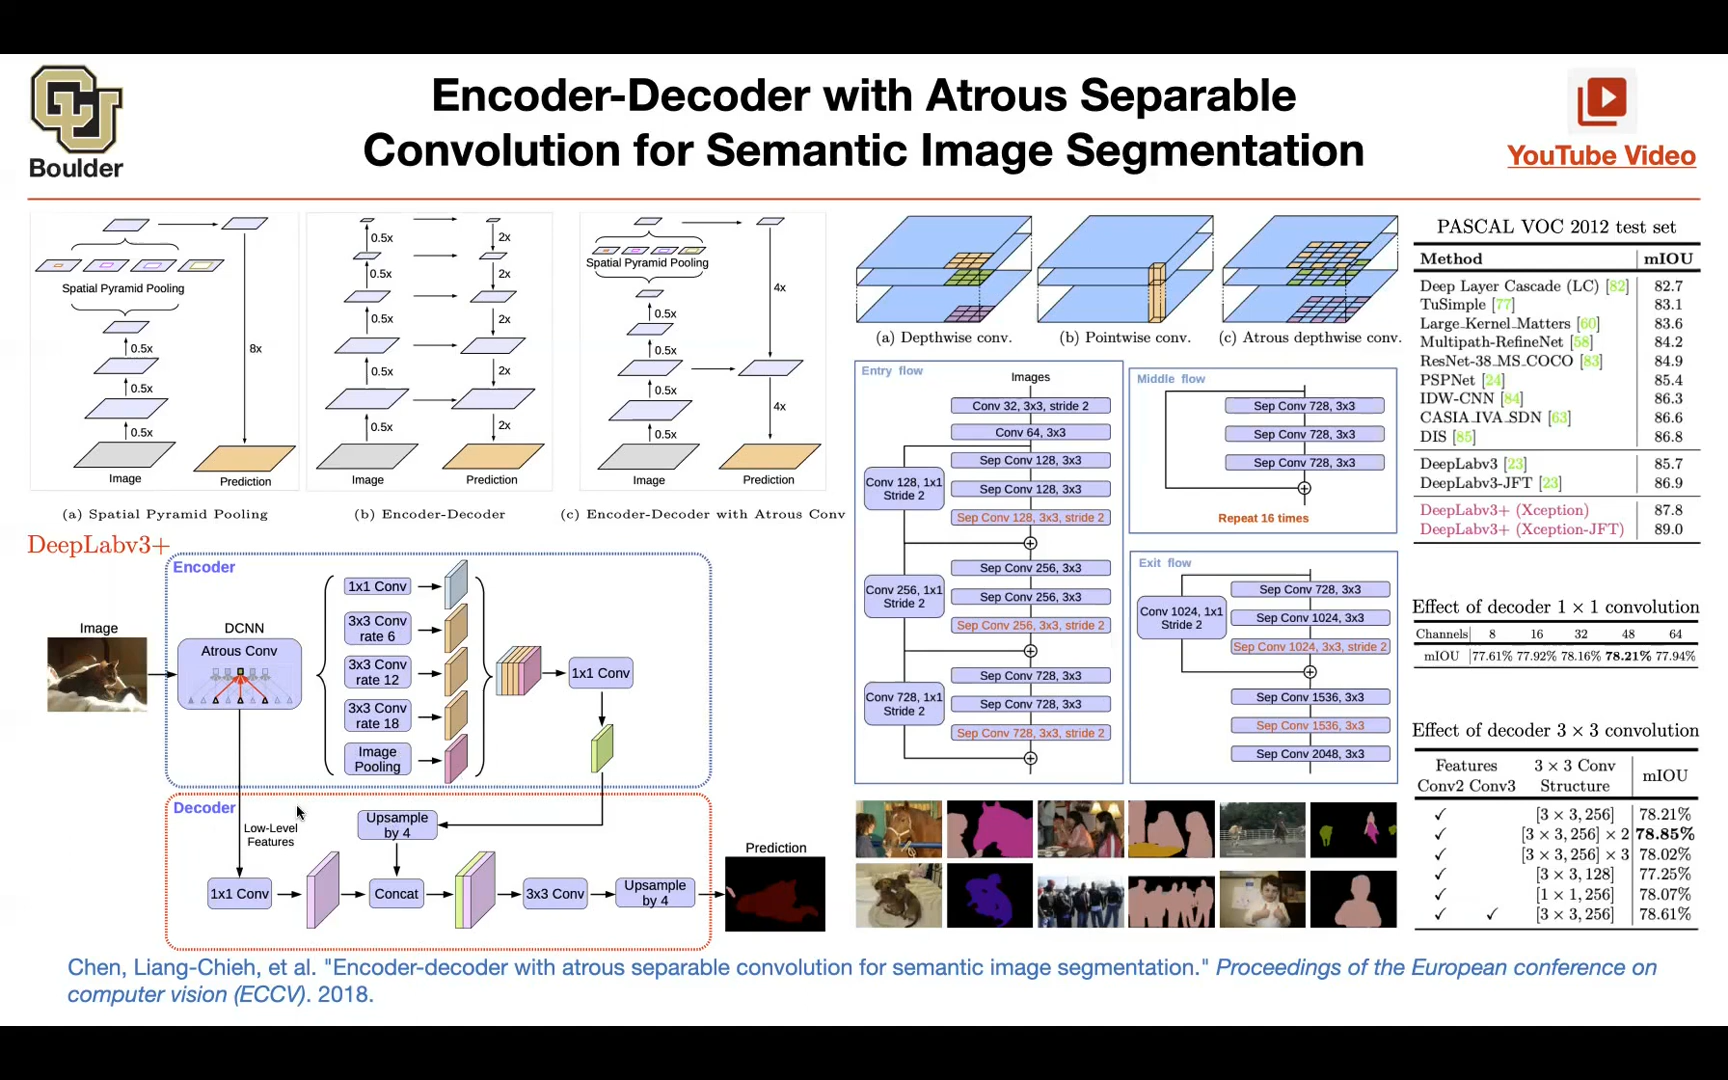 Boulder
Encoder-Decoder with Atrous Separable
Convolution for Semantic Image Segmentation
YouTube Video
Spatial Pyramid Pooling
0.5x
0.5x
0.5x
0.5x
8x
Image
Prediction
(a) Spatial Pyramid Pooling
0.5x
0.5x
0.5x
0.5x
0.5x
2x
2x
2x
2x
2x
Image
Prediction
(b) Encoder-Decoder
Spatial Pyramid Pooling
0.5x
0.5x
0.5x
0.5x
4x
4x
Image
Prediction
(c) Encoder-Decoder with Atrous Conv
DeepLabv3+
Encoder
Image
DCNN
Atrous Conv
1x1 Conv
3x3 Conv
rate 6
3x3 Conv
rate 12
3x3 Conv
rate 18
Image
Pooling
1x1 Conv
Decoder
Low-Level
Features
Upsample
by 4
1x1 Conv
Concat
3x3 Conv
Upsample
by 4
Prediction
(a) Depthwise conv.
(b) Pointwise conv.
(c) Atrous depthwise conv.
Entry flow
Images
Conv 32, 3x3, stride 2
Conv 64, 3x3
Sep Conv 128, 3x3
Conv 128, 1x1
Stride 2
Sep Conv 128, 3x3
Sep Conv 128, 3x3, stride 2
Sep Conv 256, 3x3
Conv 256, 1x1
Stride 2
Sep Conv 256, 3x3
Sep Conv 256, 3x3, stride 2
Sep Conv 728, 3x3
Conv 728, 1x1
Stride 2
Sep Conv 728, 3x3
Sep Conv 728, 3x3, stride 2
Middle flow
Sep Conv 728, 3x3
Sep Conv 728, 3x3
Sep Conv 728, 3x3
Repeat 16 times
Exit flow
Sep Conv 728, 3x3
Conv 1024, 1x1
Stride 2
Sep Conv 1024, 3x3
Sep Conv 1024, 3x3, stride 2
Sep Conv 1536, 3x3
Sep Conv 1536, 3x3
Sep Conv 2048, 3x3
PASCAL VOC 2012 test set
Method mIOU
Deep Layer Cascade (LC) [82] 82.7
TuSimple [77] 83.1
Large_Kernel_Matters [60] 83.6
Multipath-RefineNet [58] 84.2
ResNet-38_MS_COCO [83] 84.9
PSPNet [24] 85.4
IDW-CNN [84] 86.3
CASIA_IVA_SDN [63] 86.6
DIS [85] 86.8
DeepLabv3 [23] 85.7
DeepLabv3-JFT [23] 86.9
DeepLabv3+ (Xception) 87.8
DeepLabv3+ (Xception-JFT) 89.0
Effect of decoder 1 × 1 convolution
Channels 8 16 32 48 64
mIOU 77.61% 77.92% 78.16% 78.21% 77.94%
Effect of decoder 3 × 3 convolution
Features 3 × 3 Conv mIOU
Conv2 Conv3 Structure
✓ [3 × 3, 256] 78.21%
✓ [3 × 3, 256] × 2 78.85%
✓ [3 × 3, 256] × 3 78.02%
✓ [3 × 3, 128] 77.25%
✓ [1 × 1, 256] 78.07%
✓ ✓ [3 × 3, 256] 78.61%
Chen, Liang-Chieh, et al. "Encoder-decoder with atrous separable convolution for semantic image segmentation." Proceedings of the European conference on
computer vision (ECCV). 2018.